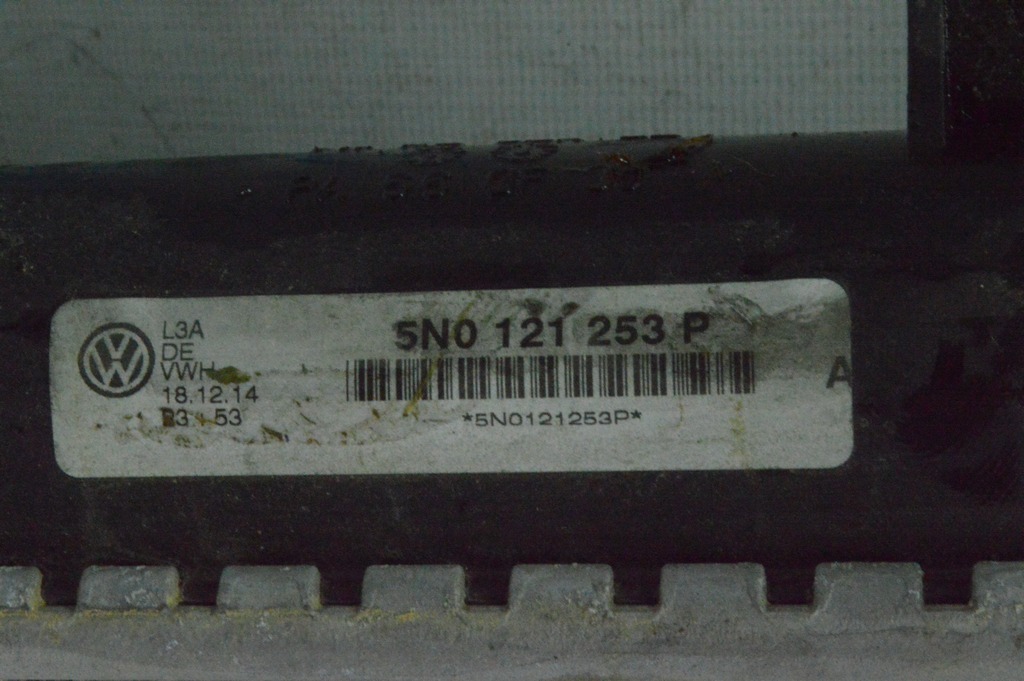 L3A
DE
VWH
18.12.14
5N0 121 253 P
*5N0121253P*
A